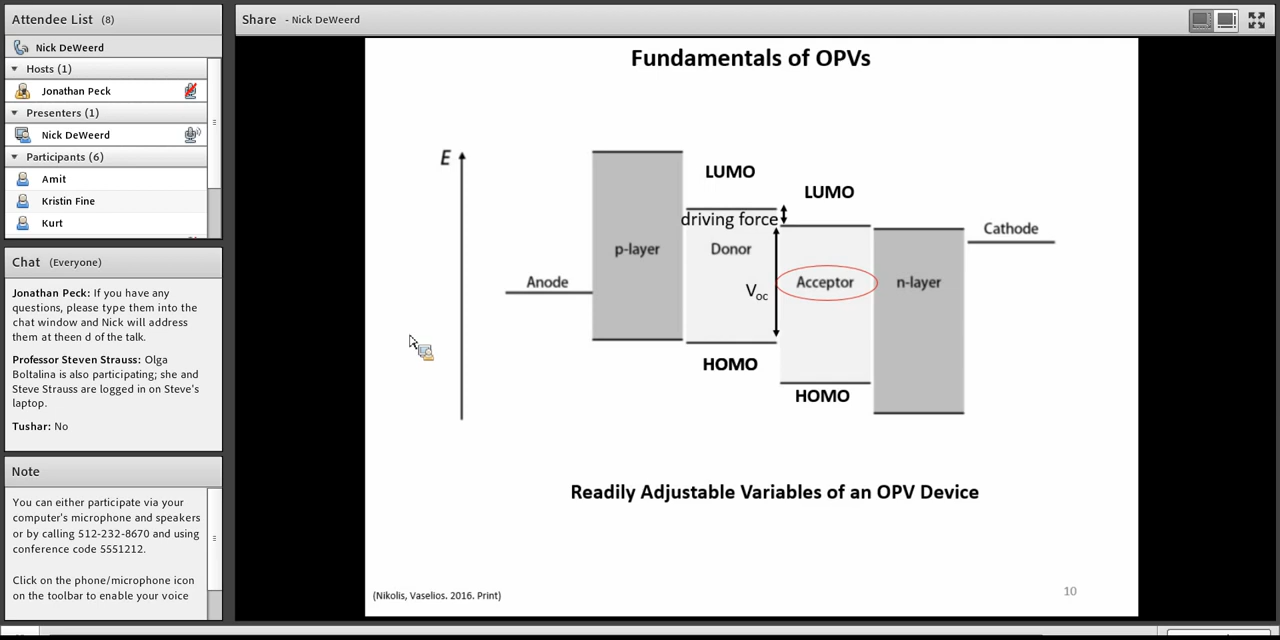 Attendee List (8)
Nick DeWeerd
Hosts (1)
Jonathan Peck
Presenters (1)
Nick DeWeerd
Participants (6)
Amit
Kristin Fine
Kurt
Chat (Everyone)
Jonathan Peck: If you have any
questions, please type them into the
chat window and Nick will address
them at theen d of the talk.
Professor Steven Strauss: Olga
Boltalina is also participating; she and
Steve Strauss are logged in on Steve's
laptop.
Tushar: No
Note
You can either participate via your
computer's microphone and speakers
or by calling 512-232-8670 and using
conference code 5551212.
Click on the phone/microphone icon
on the toolbar to enable your voice
Share - Nick DeWeerd
Fundamentals of OPVs
E
LUMO
LUMO
driving force
Cathode
p-layer
Donor
Anode
Voc
Acceptor
n-layer
HOMO
HOMO
Readily Adjustable Variables of an OPV Device
(Nikolis, Vaselios. 2016. Print)
10